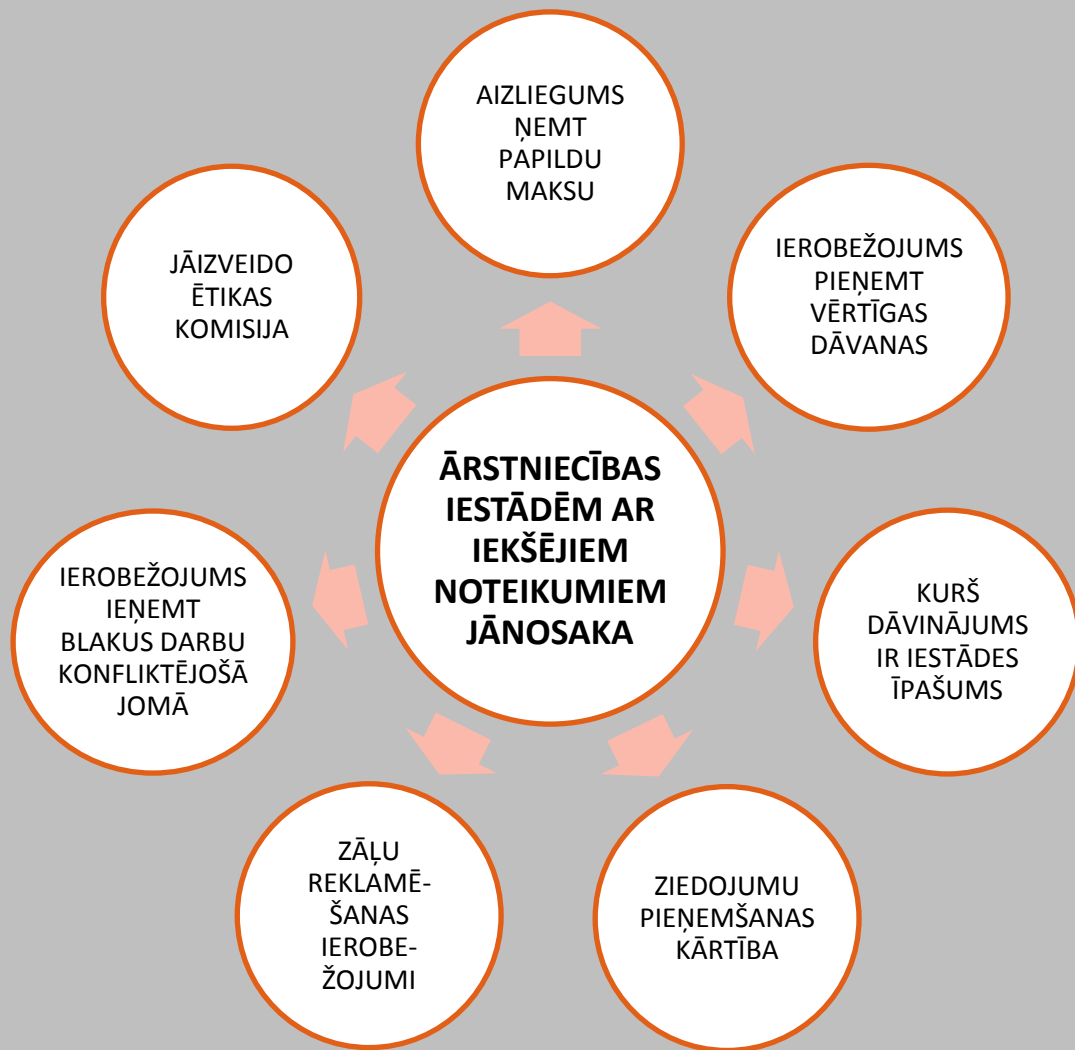 AIZLIEGUMS
ŅEMT
PAPILDU
MAKSU
IEROBEŽOJUMS
PIEŅEMT
VĒRTĪGAS
DĀVANAS
KURŠ
DĀVINĀJUMS
IR IESTĀDES
ĪPAŠUMS
ZIEDOJUMU
PIEŅEMŠANAS
KĀRTĪBA
ZĀĻU
REKLAMĒ-
ŠANAS
IEROBE-
ŽOJUMI
IEROBEŽOJUMS
IEŅEMT
BLAKUS DARBU
KONFLIKTĒJOŠĀ
JOMĀ
JĀIZVEIDO
ĒTIKAS
KOMISIJA
ĀRSTNIECĪBAS
IESTĀDĒM AR
IEKŠĒJIEM
NOTEIKUMIEM
JĀNOSAKA